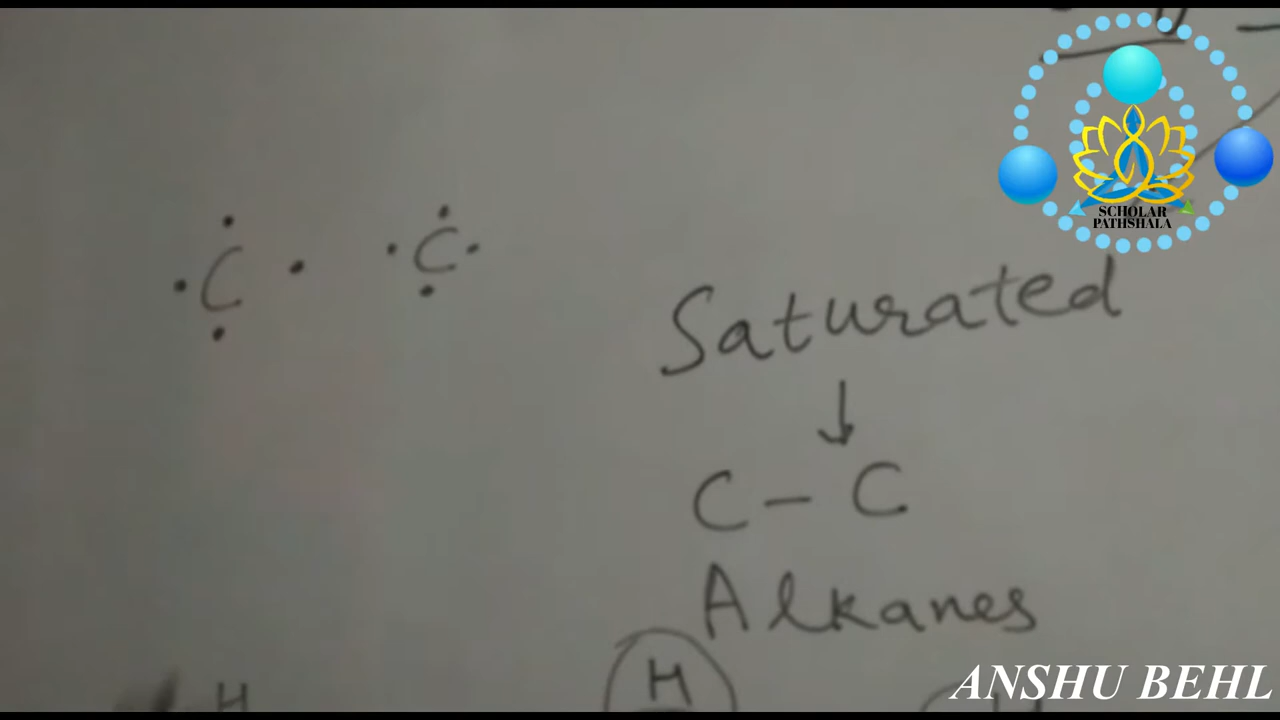 C C
Saturated
C - C
Alkanes
H
H
SCHOLAR
PATHSHALA
ANSHU BEHL